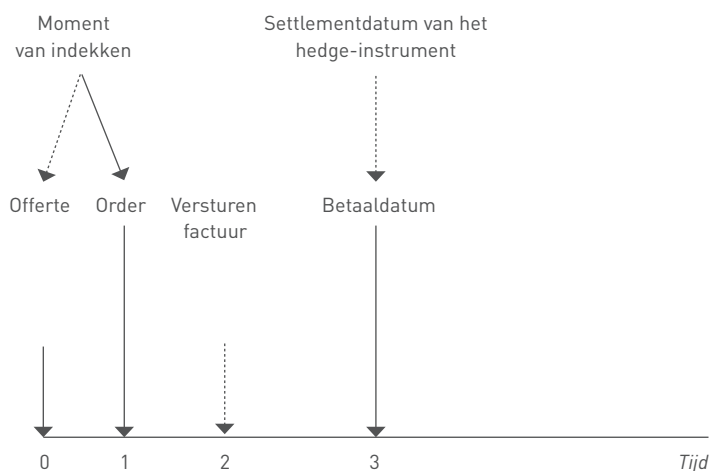 Moment
van indekken
Settlementdatum van het
hedge-instrument
Offerte
Order
Versturen
factuur
Betaaldatum
0
1
2
3
Tijd